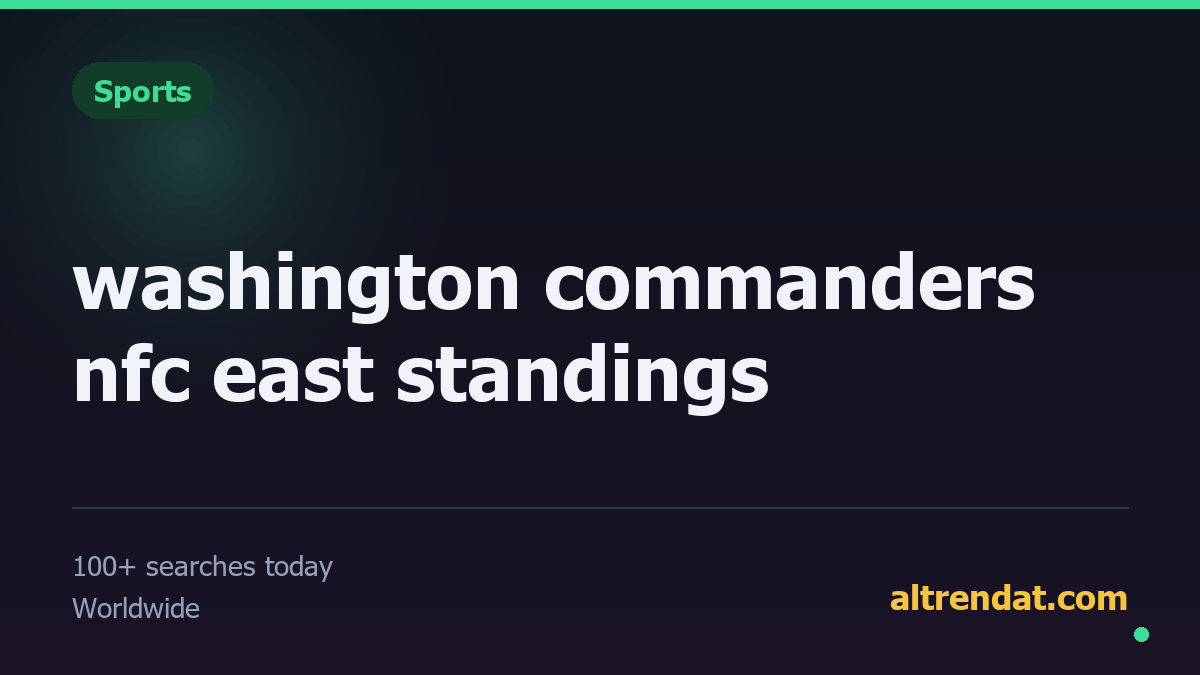 Sports
washington commanders
nfc east standings
100+ searches today
Worldwide
altrendat.com